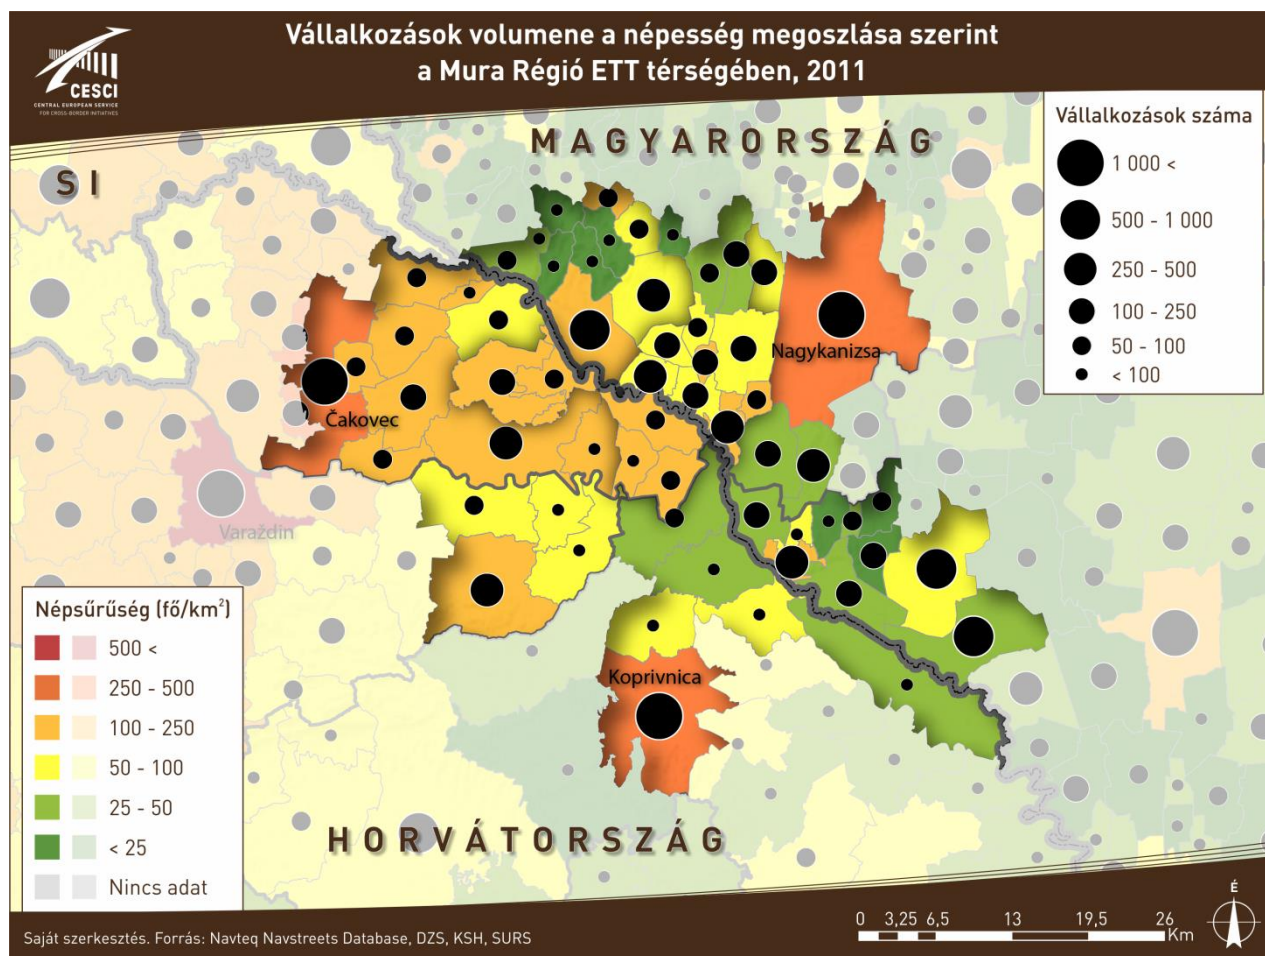 Vállalkozások volumene a népesség megoszlása szerint
a Mura Régió ETT térségében, 2011
CESCI
CENTRAL EUROPEAN SERVICE
FOR CROSS-BORDER INITIATIVES
Vállalkozások száma
1 000 <
500 - 1 000
250 - 500
100 - 250
50 - 100
< 100
MAGYARORSZÁG
SI
Nagykanizsa
Čakovec
Varaždin
Koprivnica
HORVÁTORSZÁG
Népsűrűség (fő/km²)
500 <
250 - 500
100 - 250
50 - 100
25 - 50
< 25
Nincs adat
Saját szerkesztés. Forrás: Navteq Navstreets Database, DZS, KSH, SURS
0 3,25 6,5 13 19,5 26
Km
É